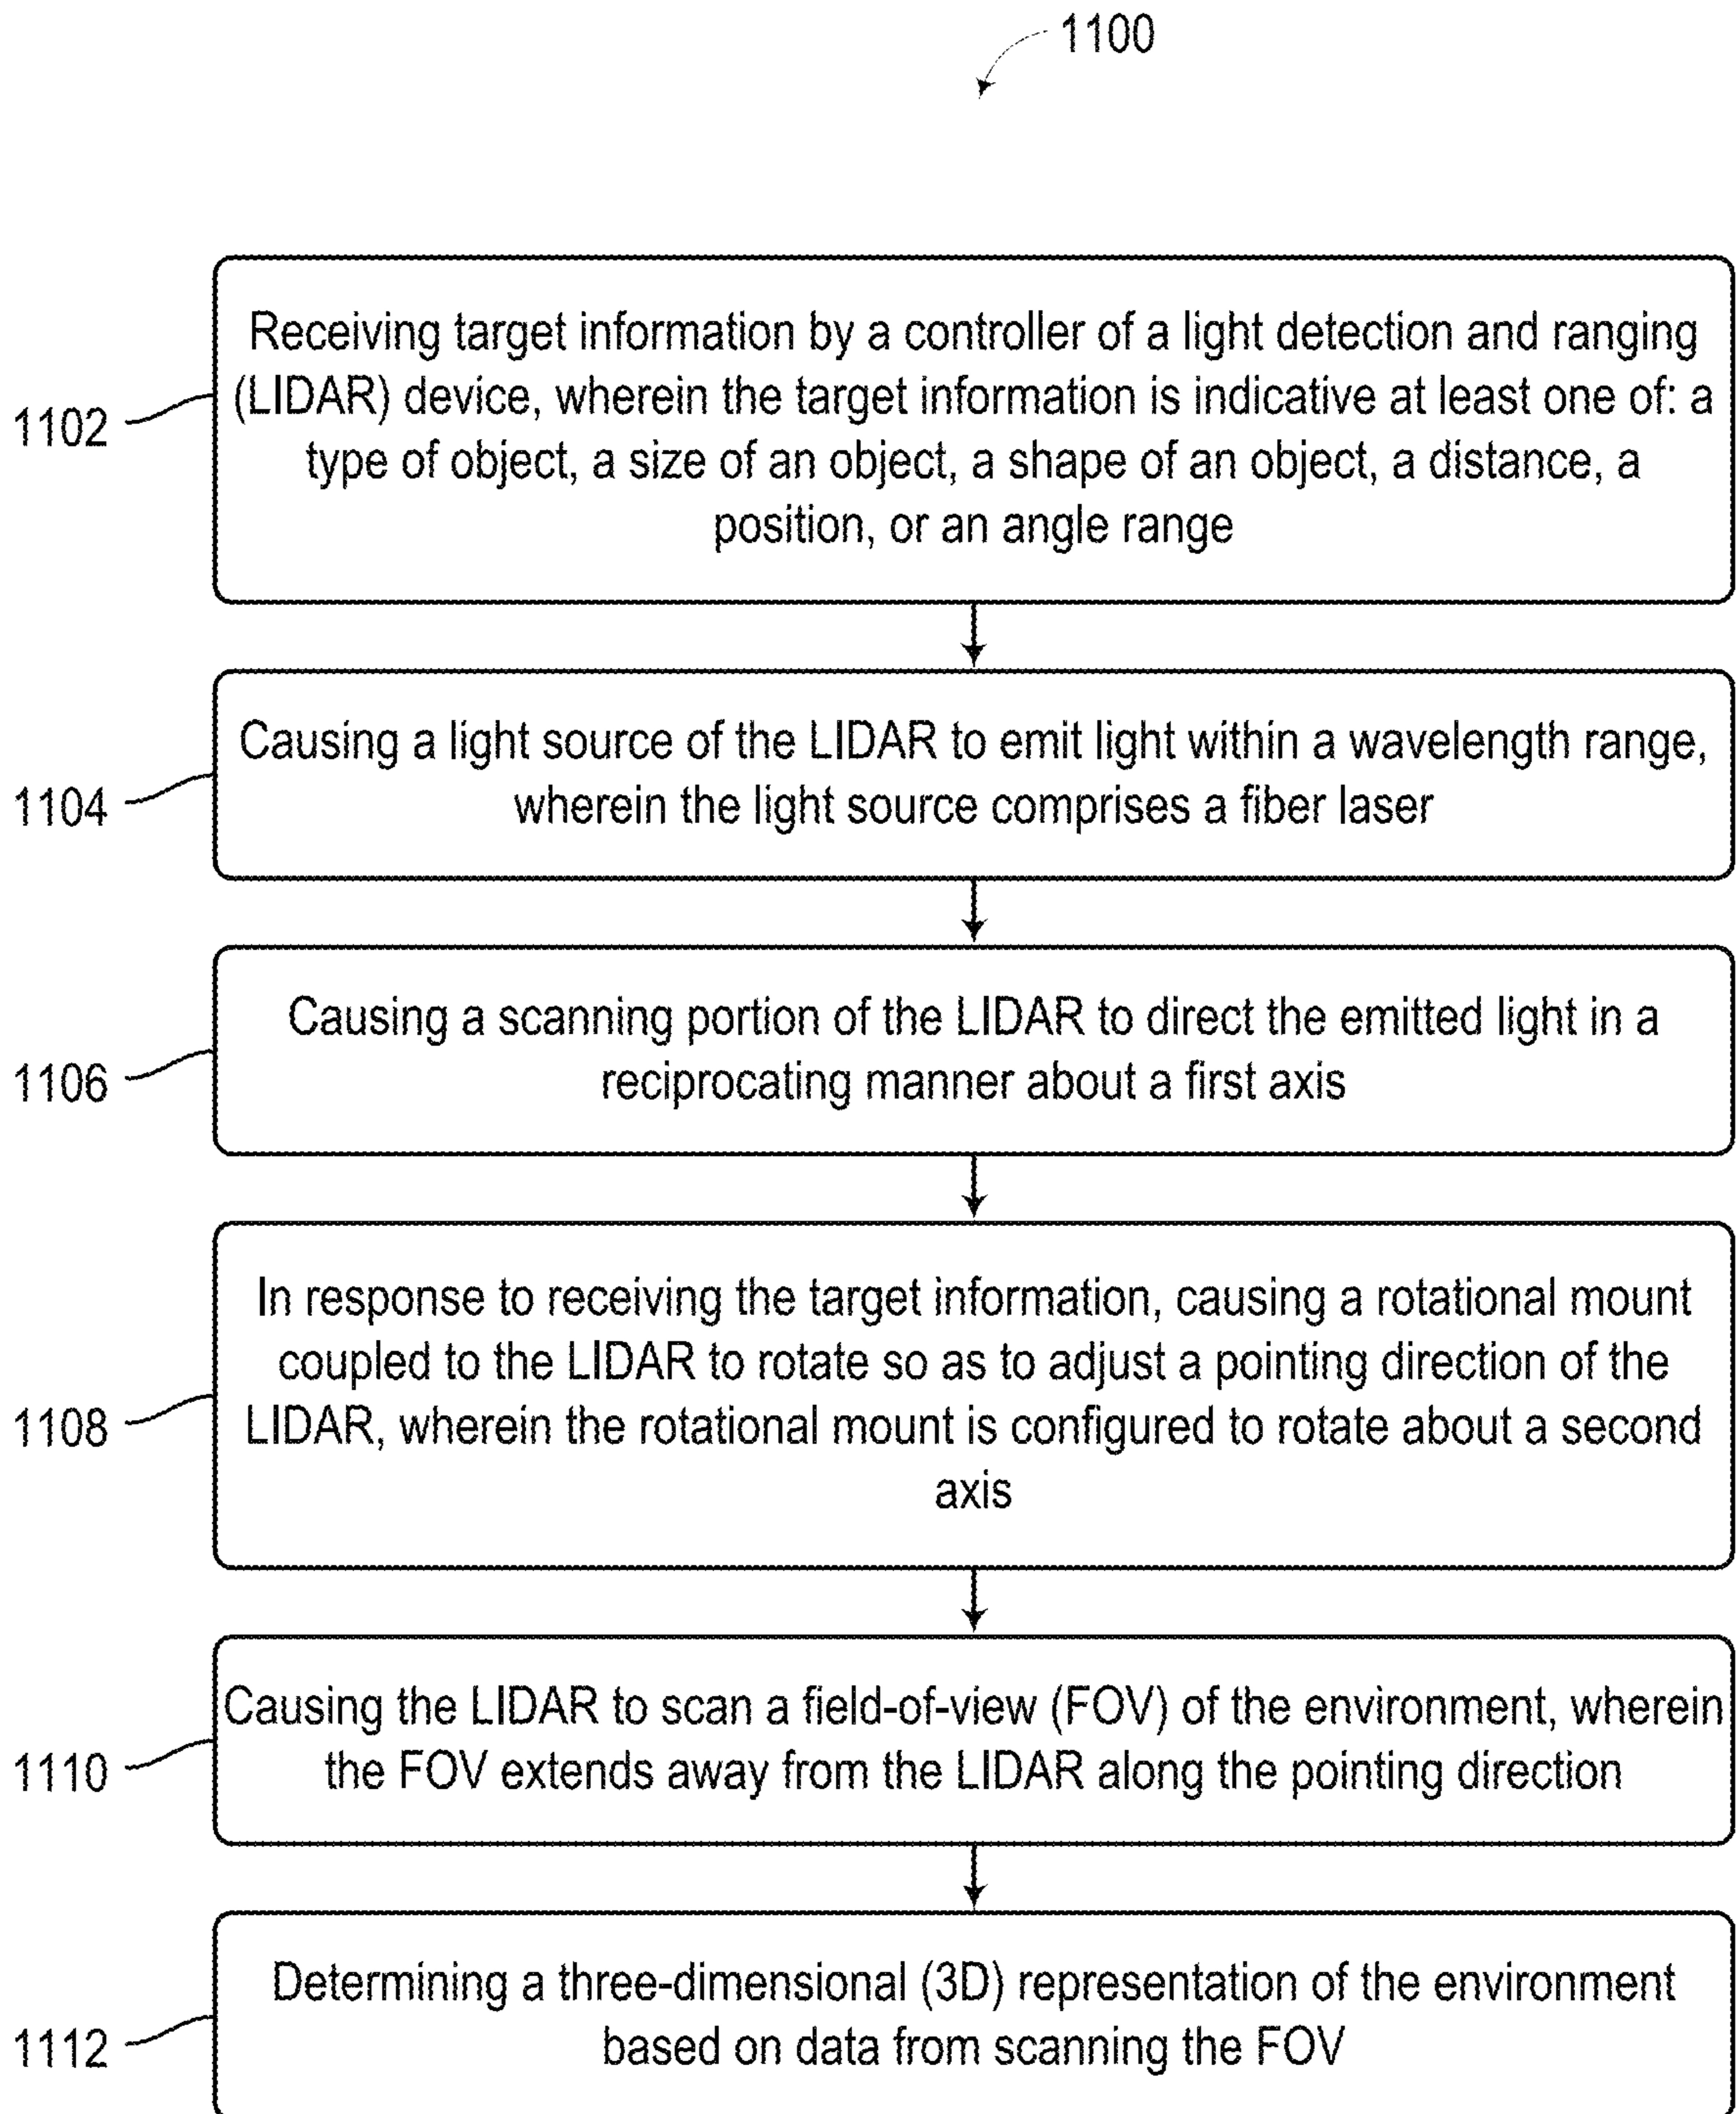 1100
Receiving target information by a controller of a light detection and ranging
(LIDAR) device, wherein the target information is indicative at least one of: a
type of object, a size of an object, a shape of an object, a distance, a
position, or an angle range
1102
Causing a light source of the LIDAR to emit light within a wavelength range,
wherein the light source comprises a fiber laser
1104
Causing a scanning portion of the LIDAR to direct the emitted light in a
reciprocating manner about a first axis
1106
In response to receiving the target information, causing a rotational mount
coupled to the LIDAR to rotate so as to adjust a pointing direction of the
LIDAR, wherein the rotational mount is configured to rotate about a second
axis
1108
Causing the LIDAR to scan a field-of-view (FOV) of the environment, wherein
the FOV extends away from the LIDAR along the pointing direction
1110
Determining a three-dimensional (3D) representation of the environment
based on data from scanning the FOV
1112